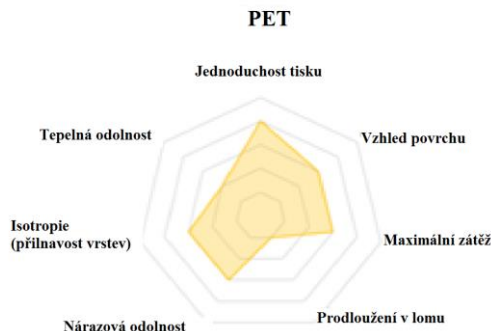 PET
Jednoduchost tisku
Tepelná odolnost
Vzhled povrchu
Isotropie
(přilnavost vrstev)
Maximální zátěž
Nárazová odolnost
Prodloužení v lomu